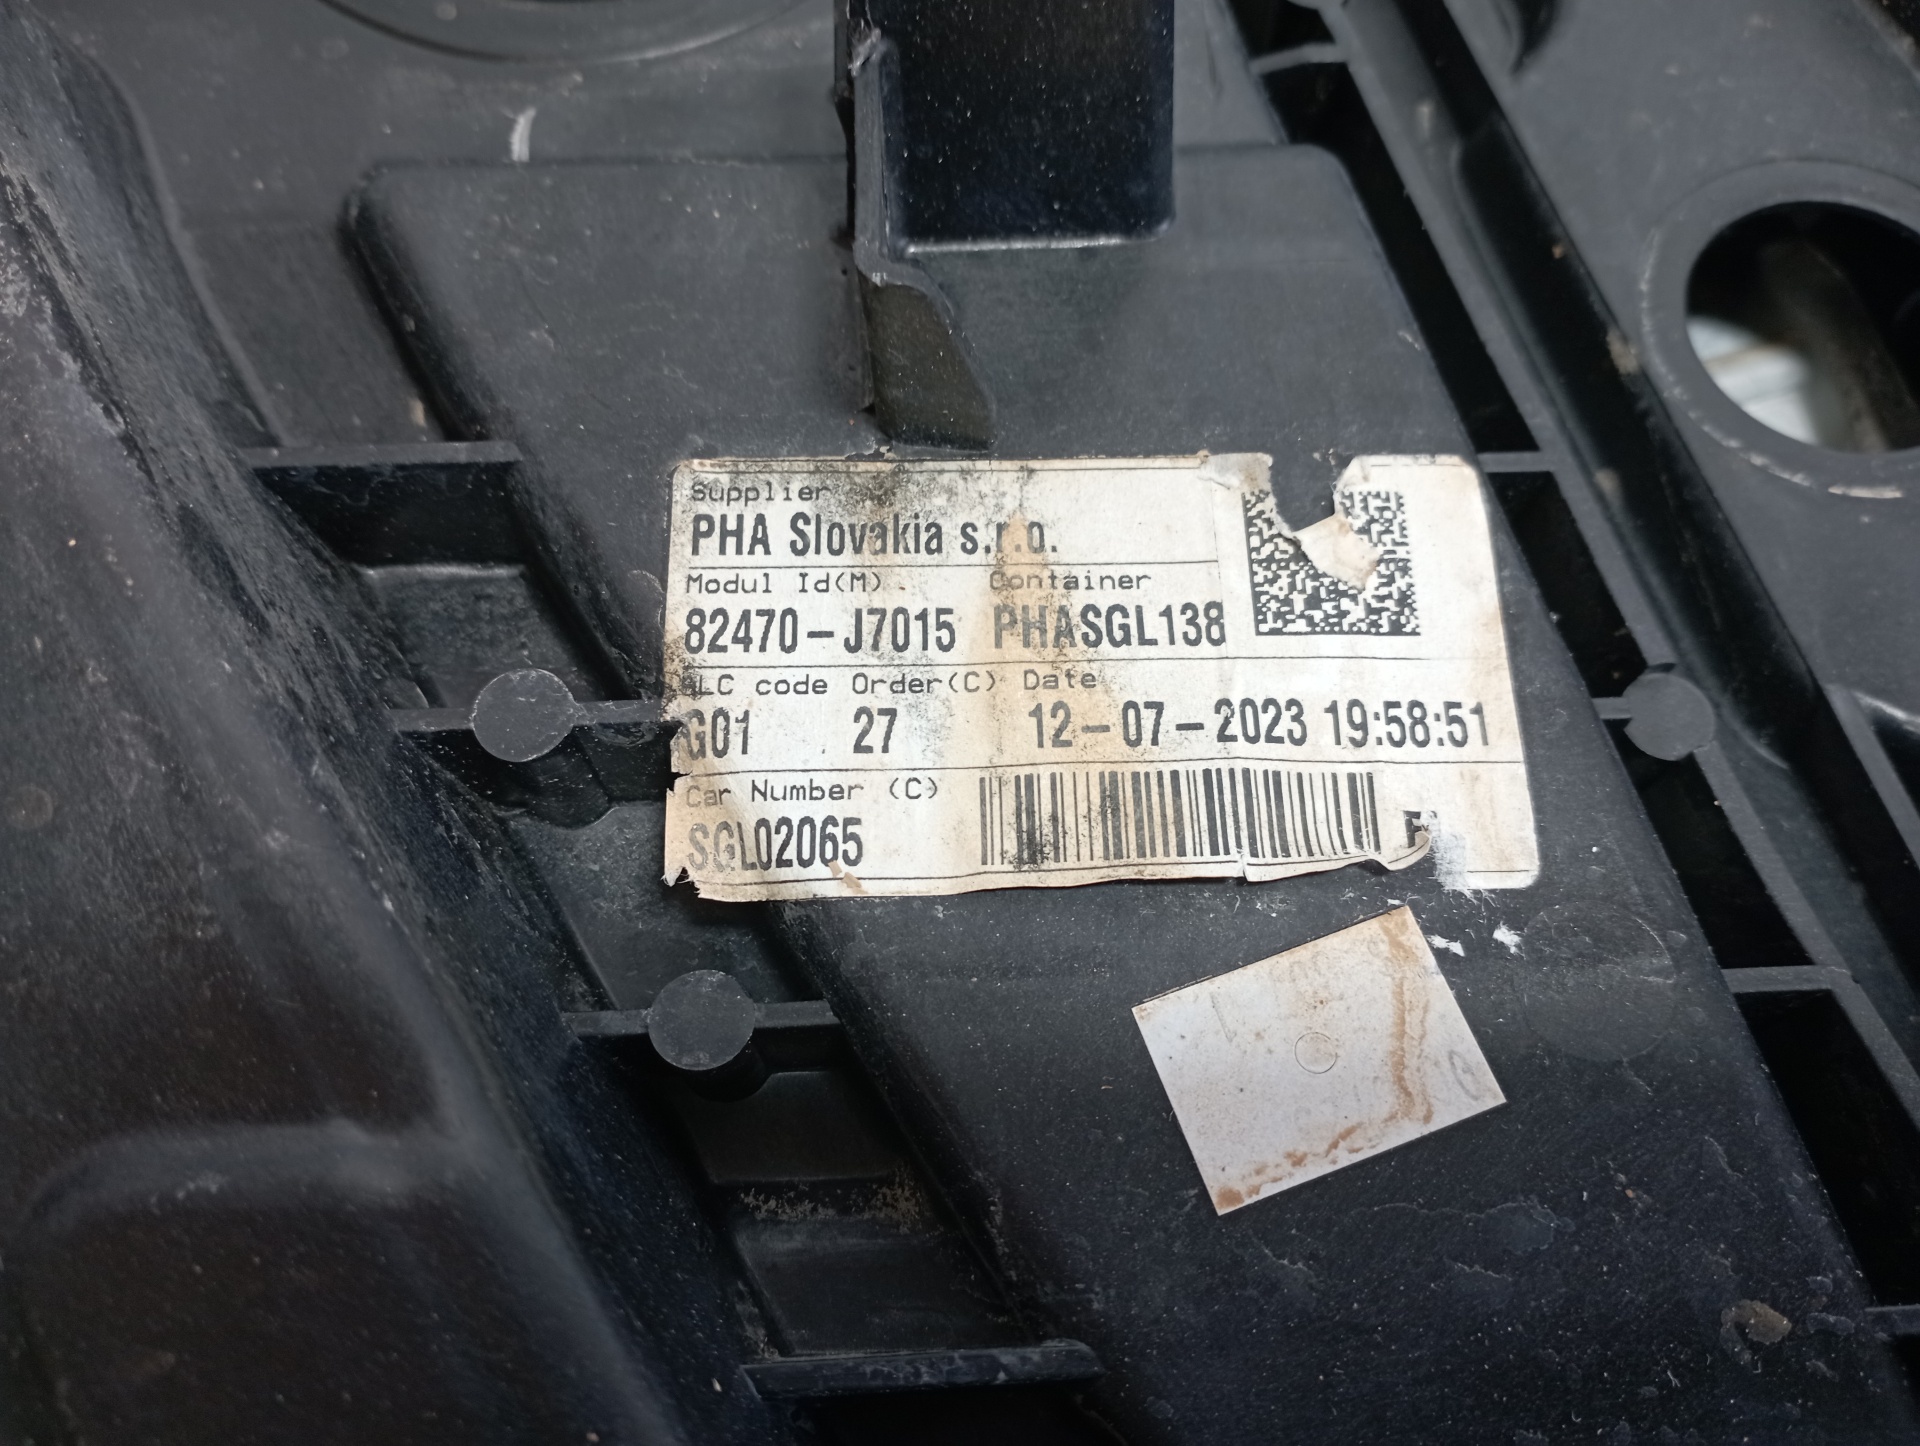 Supplier
PHA Slovakia s.r.o.
Modul Id(M) Container
82470-J7015 PHASGL138
ALC code Order(C) Date
G01 27 12-07-2023 19:58:51
Car Number (C)
SGL02065